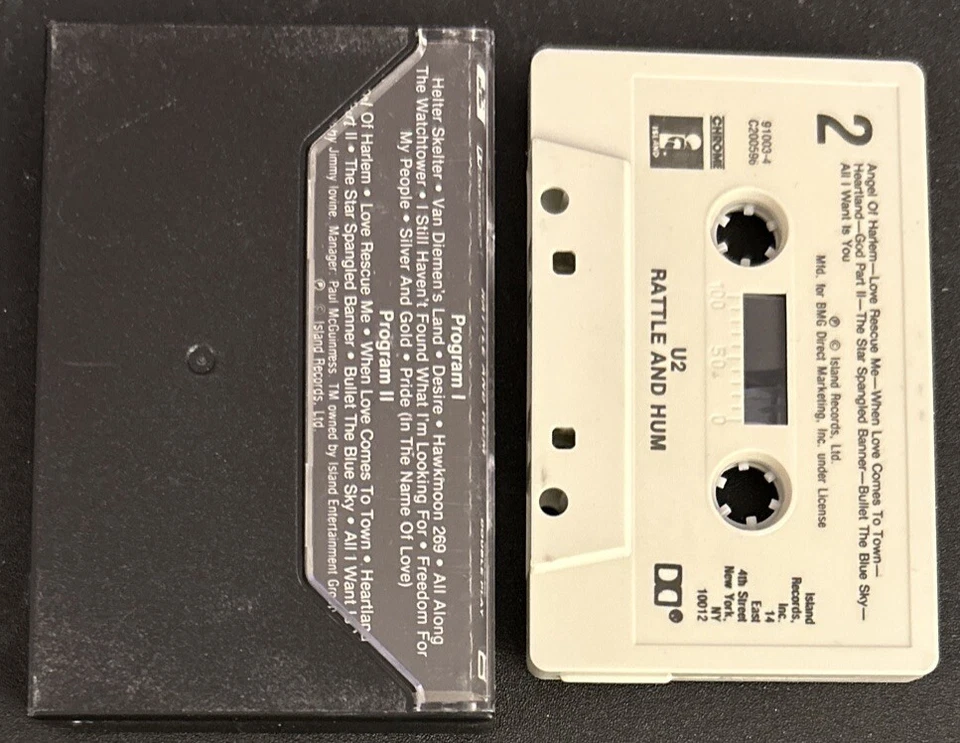 Program I
Helter Skelter • Van Diemen's Land • Desire • Hawkmoon 269 • All Along
The Watchtower • I Still Haven't Found What I'm Looking For • Freedom For
My People • Silver And Gold • Pride (In The Name Of Love)
Program II
Of Harlem • Love Rescue Me • When Love Comes To Town • Heartlan
II • The Star Spangled Banner • Bullet The Blue Sky • All I Want
by Jimmy Iovine. Manager: Paul McGuinness. TM owned by Island Entertainment Gro
℗ Island Records, Ltd.
2
Angel Of Harlem—Love Rescue Me—When Love Comes To Town—
Heartland—God Part II—The Star Spangled Banner—Bullet The Blue Sky—
All I Want Is You
℗ © Island Records, Ltd.
Mfd. for BMG Direct Marketing, Inc. under License
91003-4
C200596
CHROME
ISLAND
100 50 0
U2
RATTLE AND HUM
Island
Records,
Inc.
14
East
4th Street
New York,
NY
10012